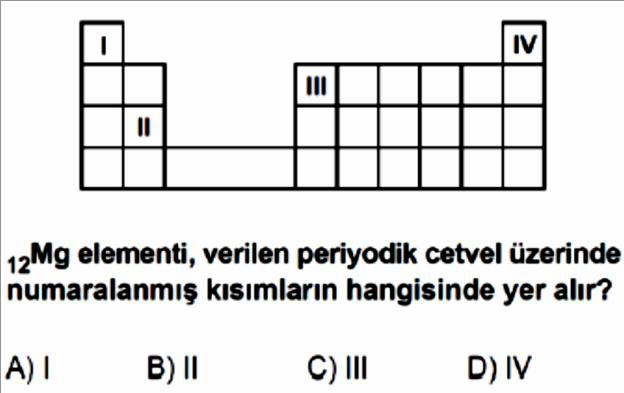 I
IV
III
II
₁₂Mg elementi, verilen periyodik cetvel üzerinde
numaralanmış kısımların hangisinde yer alır?
A) I B) II C) III D) IV